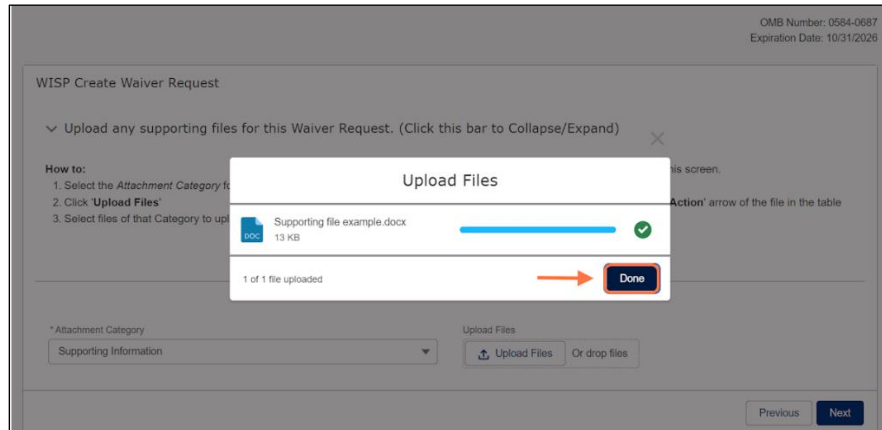 OMB Number: 0584-0687
Expiration Date: 10/31/2026
WISP Create Waiver Request
Upload any supporting files for this Waiver Request. (Click this bar to Collapse/Expand)
How to:
1. Select the Attachment Category fo
his screen.
2. Click 'Upload Files'
Action' arrow of the file in the table
3. Select files of that Category to upl
Upload Files
Supporting file example.docx
DOC
13 KB
1 of 1 file uploaded
Done
*Attachment Category
Upload Files
Supporting Information
Upload Files
Or drop files
Previous
Next